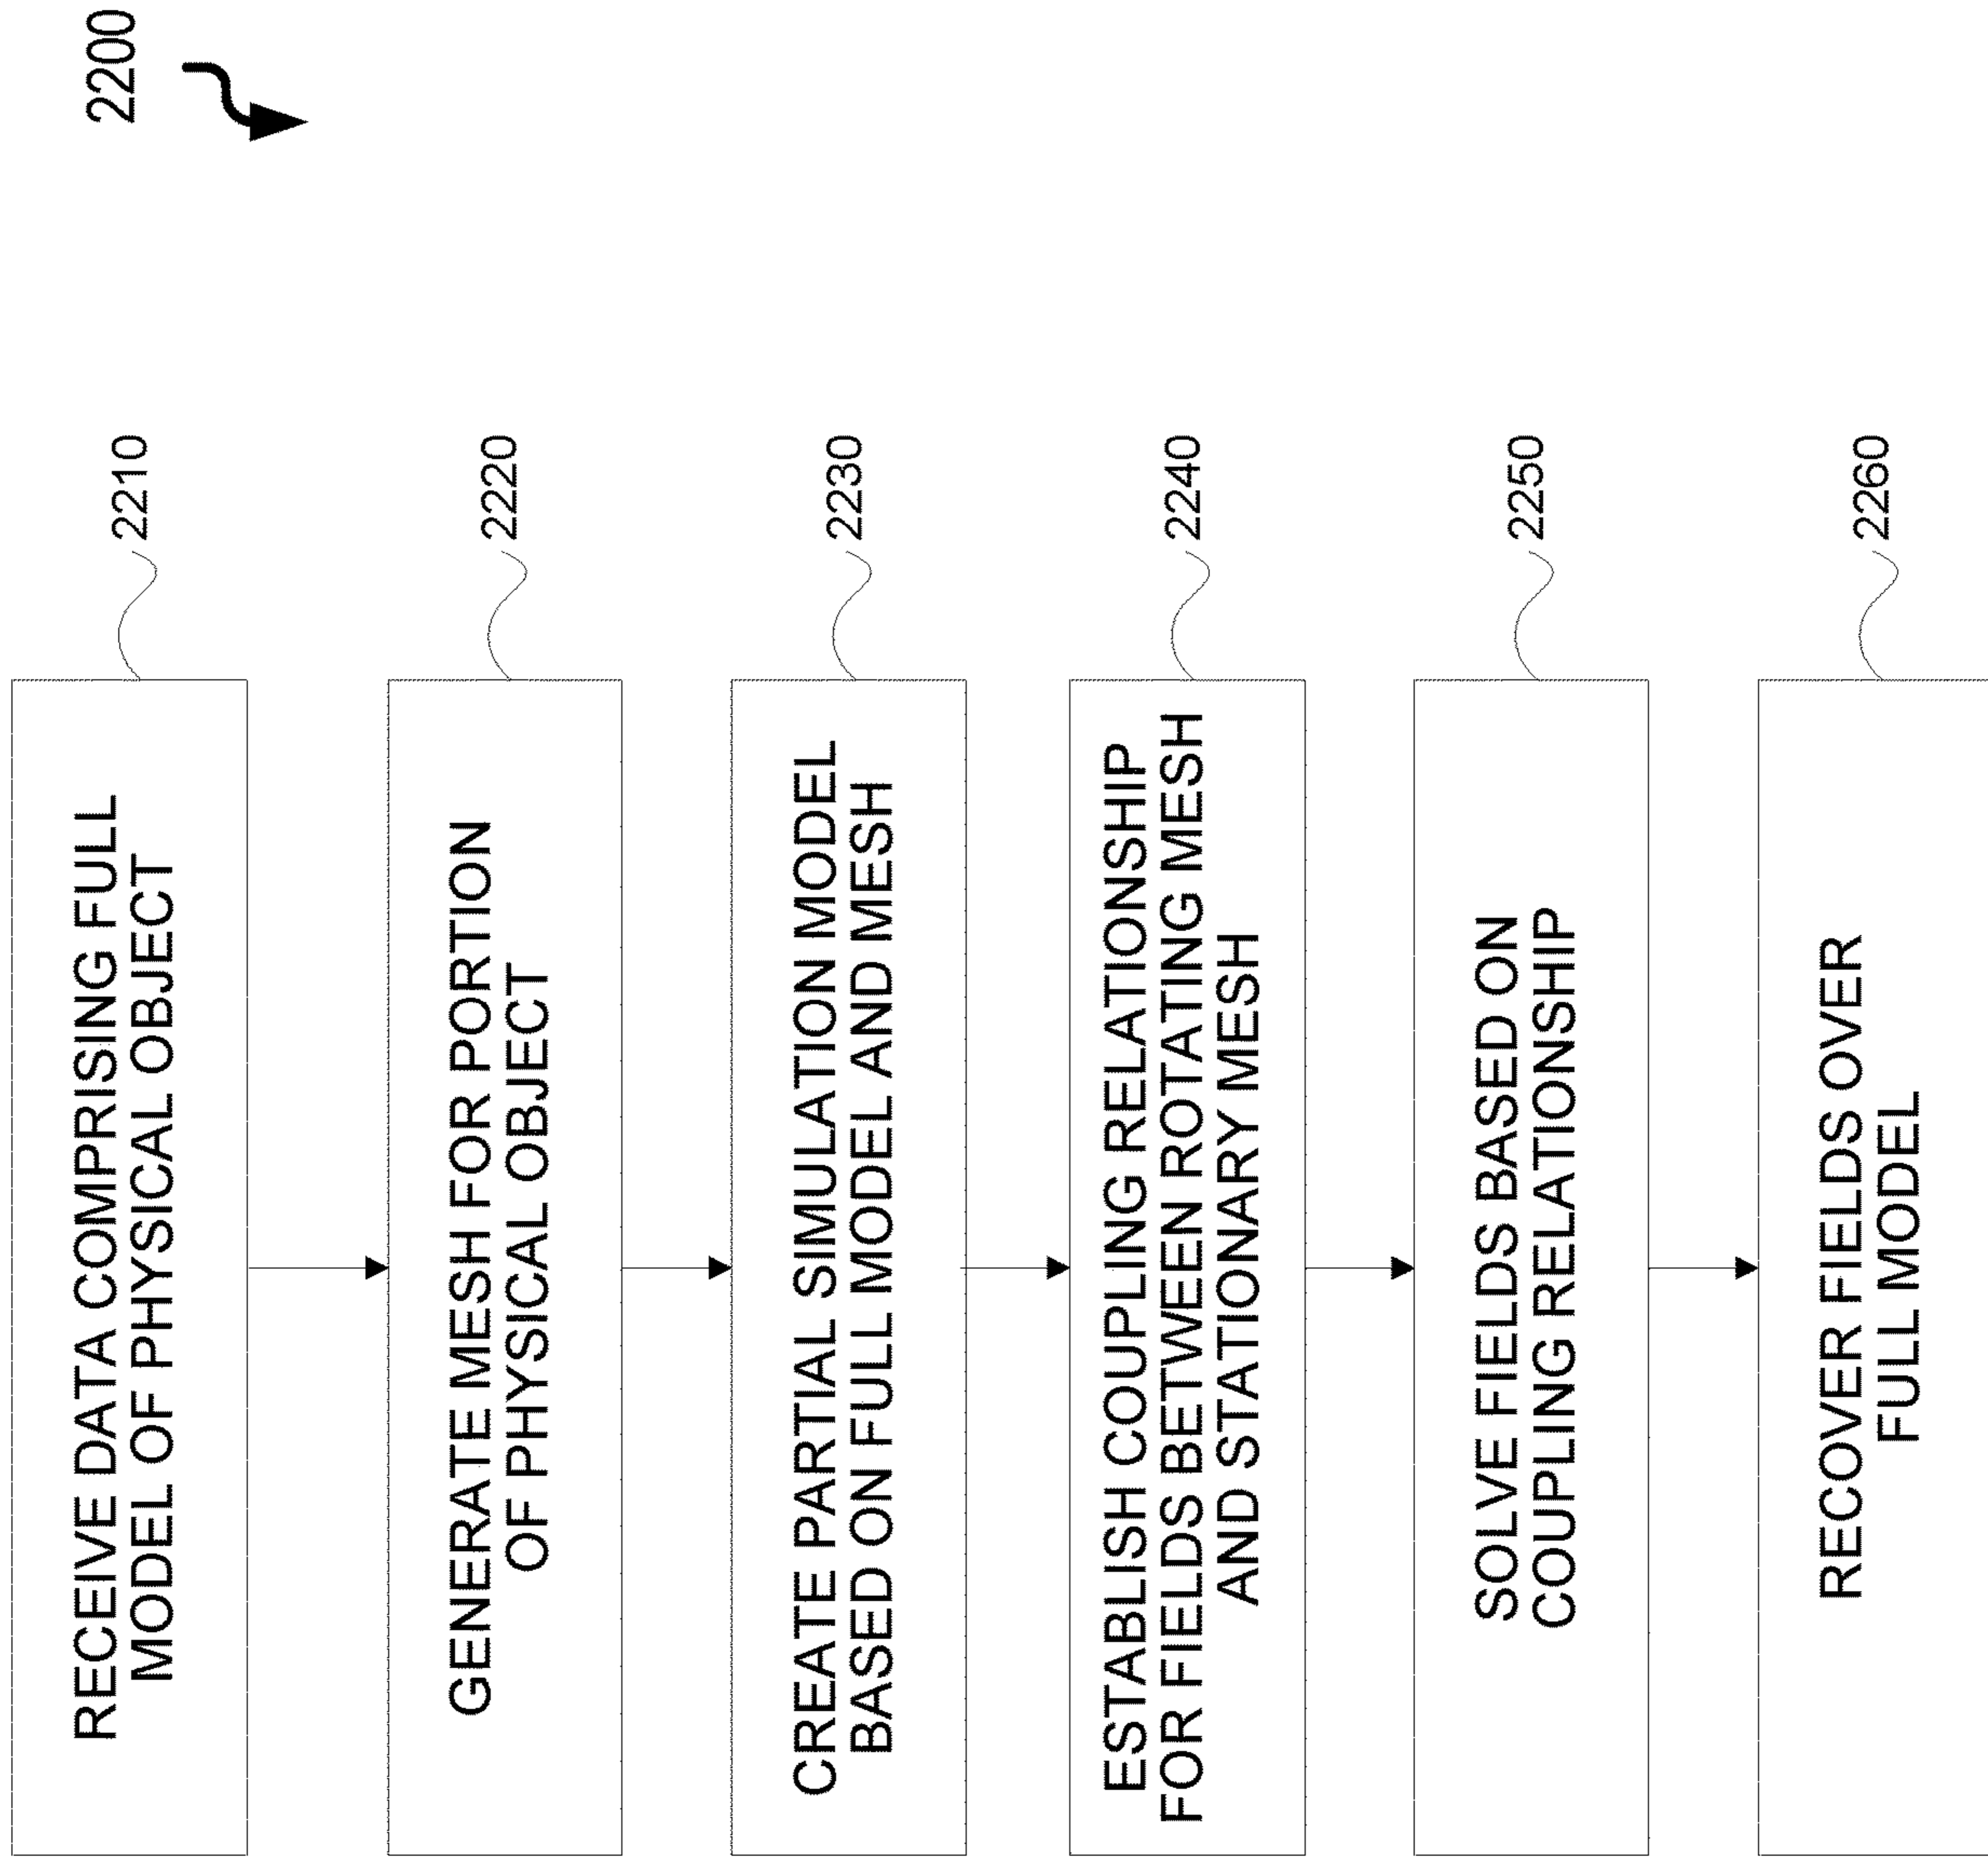 2200
RECEIVE DATA COMPRISING FULL
MODEL OF PHYSICAL OBJECT
2210
GENERATE MESH FOR PORTION
OF PHYSICAL OBJECT
2220
CREATE PARTIAL SIMULATION MODEL
BASED ON FULL MODEL AND MESH
2230
ESTABLISH COUPLING RELATIONSHIP
FOR FIELDS BETWEEN ROTATING MESH
AND STATIONARY MESH
2240
SOLVE FIELDS BASED ON
COUPLING RELATIONSHIP
2250
RECOVER FIELDS OVER
FULL MODEL
2260